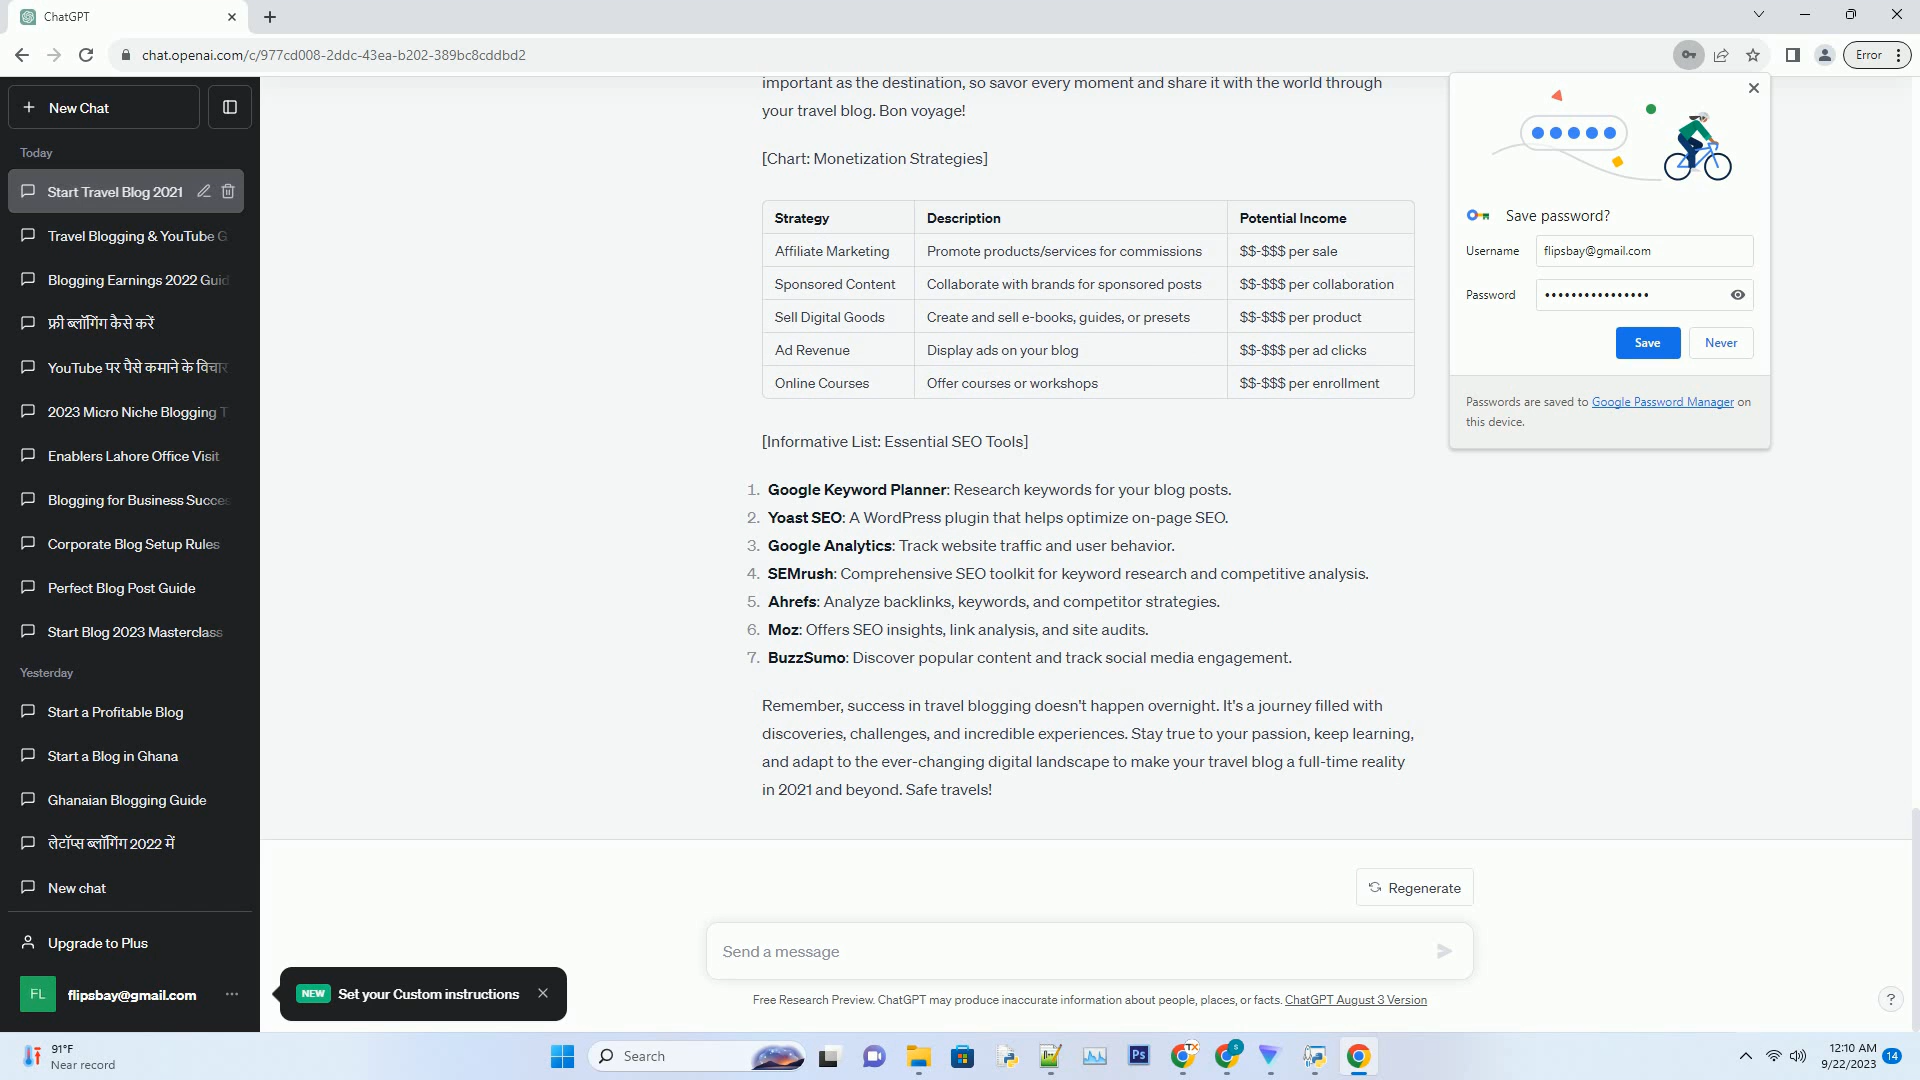 ChatGPT
chat.openai.com/c/977cd008-2ddc-43ea-b202-389bc8cddbd2
Error
New Chat
Today
Start Travel Blog 2021
Travel Blogging & YouTube G
Blogging Earnings 2022 Guid
फ्री ब्लॉगिंग कैसे करें
YouTube पर पैसे कमाने के विचार
2023 Micro Niche Blogging T
Enablers Lahore Office Visit
Blogging for Business Succes
Corporate Blog Setup Rules
Perfect Blog Post Guide
Start Blog 2023 Masterclass
Yesterday
Start a Profitable Blog
Start a Blog in Ghana
Ghanaian Blogging Guide
लेटॉप्स ब्लॉगिंग 2022 में
New chat
Upgrade to Plus
FL flipsbay@gmail.com
NEW Set your Custom instructions
important as the destination, so savor every moment and share it with the world through
your travel blog. Bon voyage!
[Chart: Monetization Strategies]
Strategy Description Potential Income
Affiliate Marketing Promote products/services for commissions $$-$$$ per sale
Sponsored Content Collaborate with brands for sponsored posts $$-$$$ per collaboration
Sell Digital Goods Create and sell e-books, guides, or presets $$-$$$ per product
Ad Revenue Display ads on your blog $$-$$$ per ad clicks
Online Courses Offer courses or workshops $$-$$$ per enrollment
[Informative List: Essential SEO Tools]
1. Google Keyword Planner: Research keywords for your blog posts.
2. Yoast SEO: A WordPress plugin that helps optimize on-page SEO.
3. Google Analytics: Track website traffic and user behavior.
4. SEMrush: Comprehensive SEO toolkit for keyword research and competitive analysis.
5. Ahrefs: Analyze backlinks, keywords, and competitor strategies.
6. Moz: Offers SEO insights, link analysis, and site audits.
7. BuzzSumo: Discover popular content and track social media engagement.
Remember, success in travel blogging doesn't happen overnight. It's a journey filled with
discoveries, challenges, and incredible experiences. Stay true to your passion, keep learning,
and adapt to the ever-changing digital landscape to make your travel blog a full-time reality
in 2021 and beyond. Safe travels!
Regenerate
Send a message
Free Research Preview. ChatGPT may produce inaccurate information about people, places, or facts. ChatGPT August 3 Version
?
Save password?
Username flipsbay@gmail.com
Password ••••••••••••••••
Save Never
Passwords are saved to Google Password Manager on
this device.
91°F
Near record
Search
Ps
TX
S
12:10 AM
9/22/2023
14